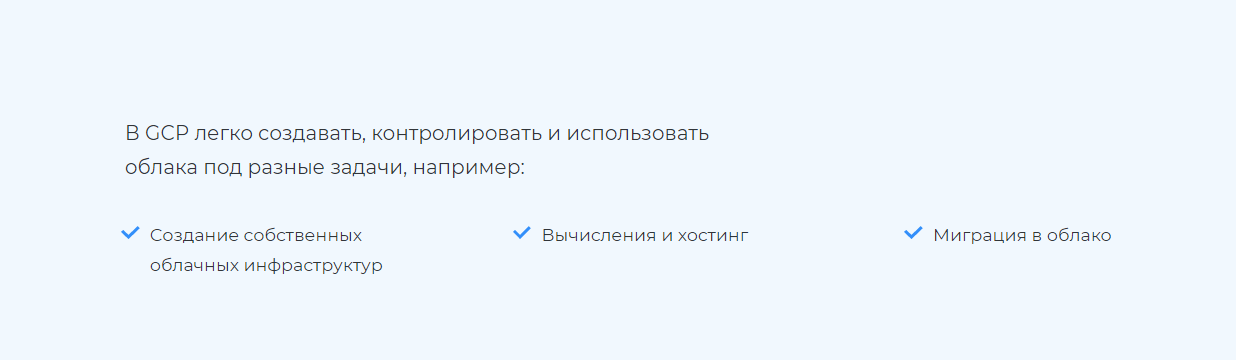 В GCP легко создавать, контролировать и использовать
облака под разные задачи, например:
Создание собственных
облачных инфраструктур
Вычисления и хостинг
Миграция в облако